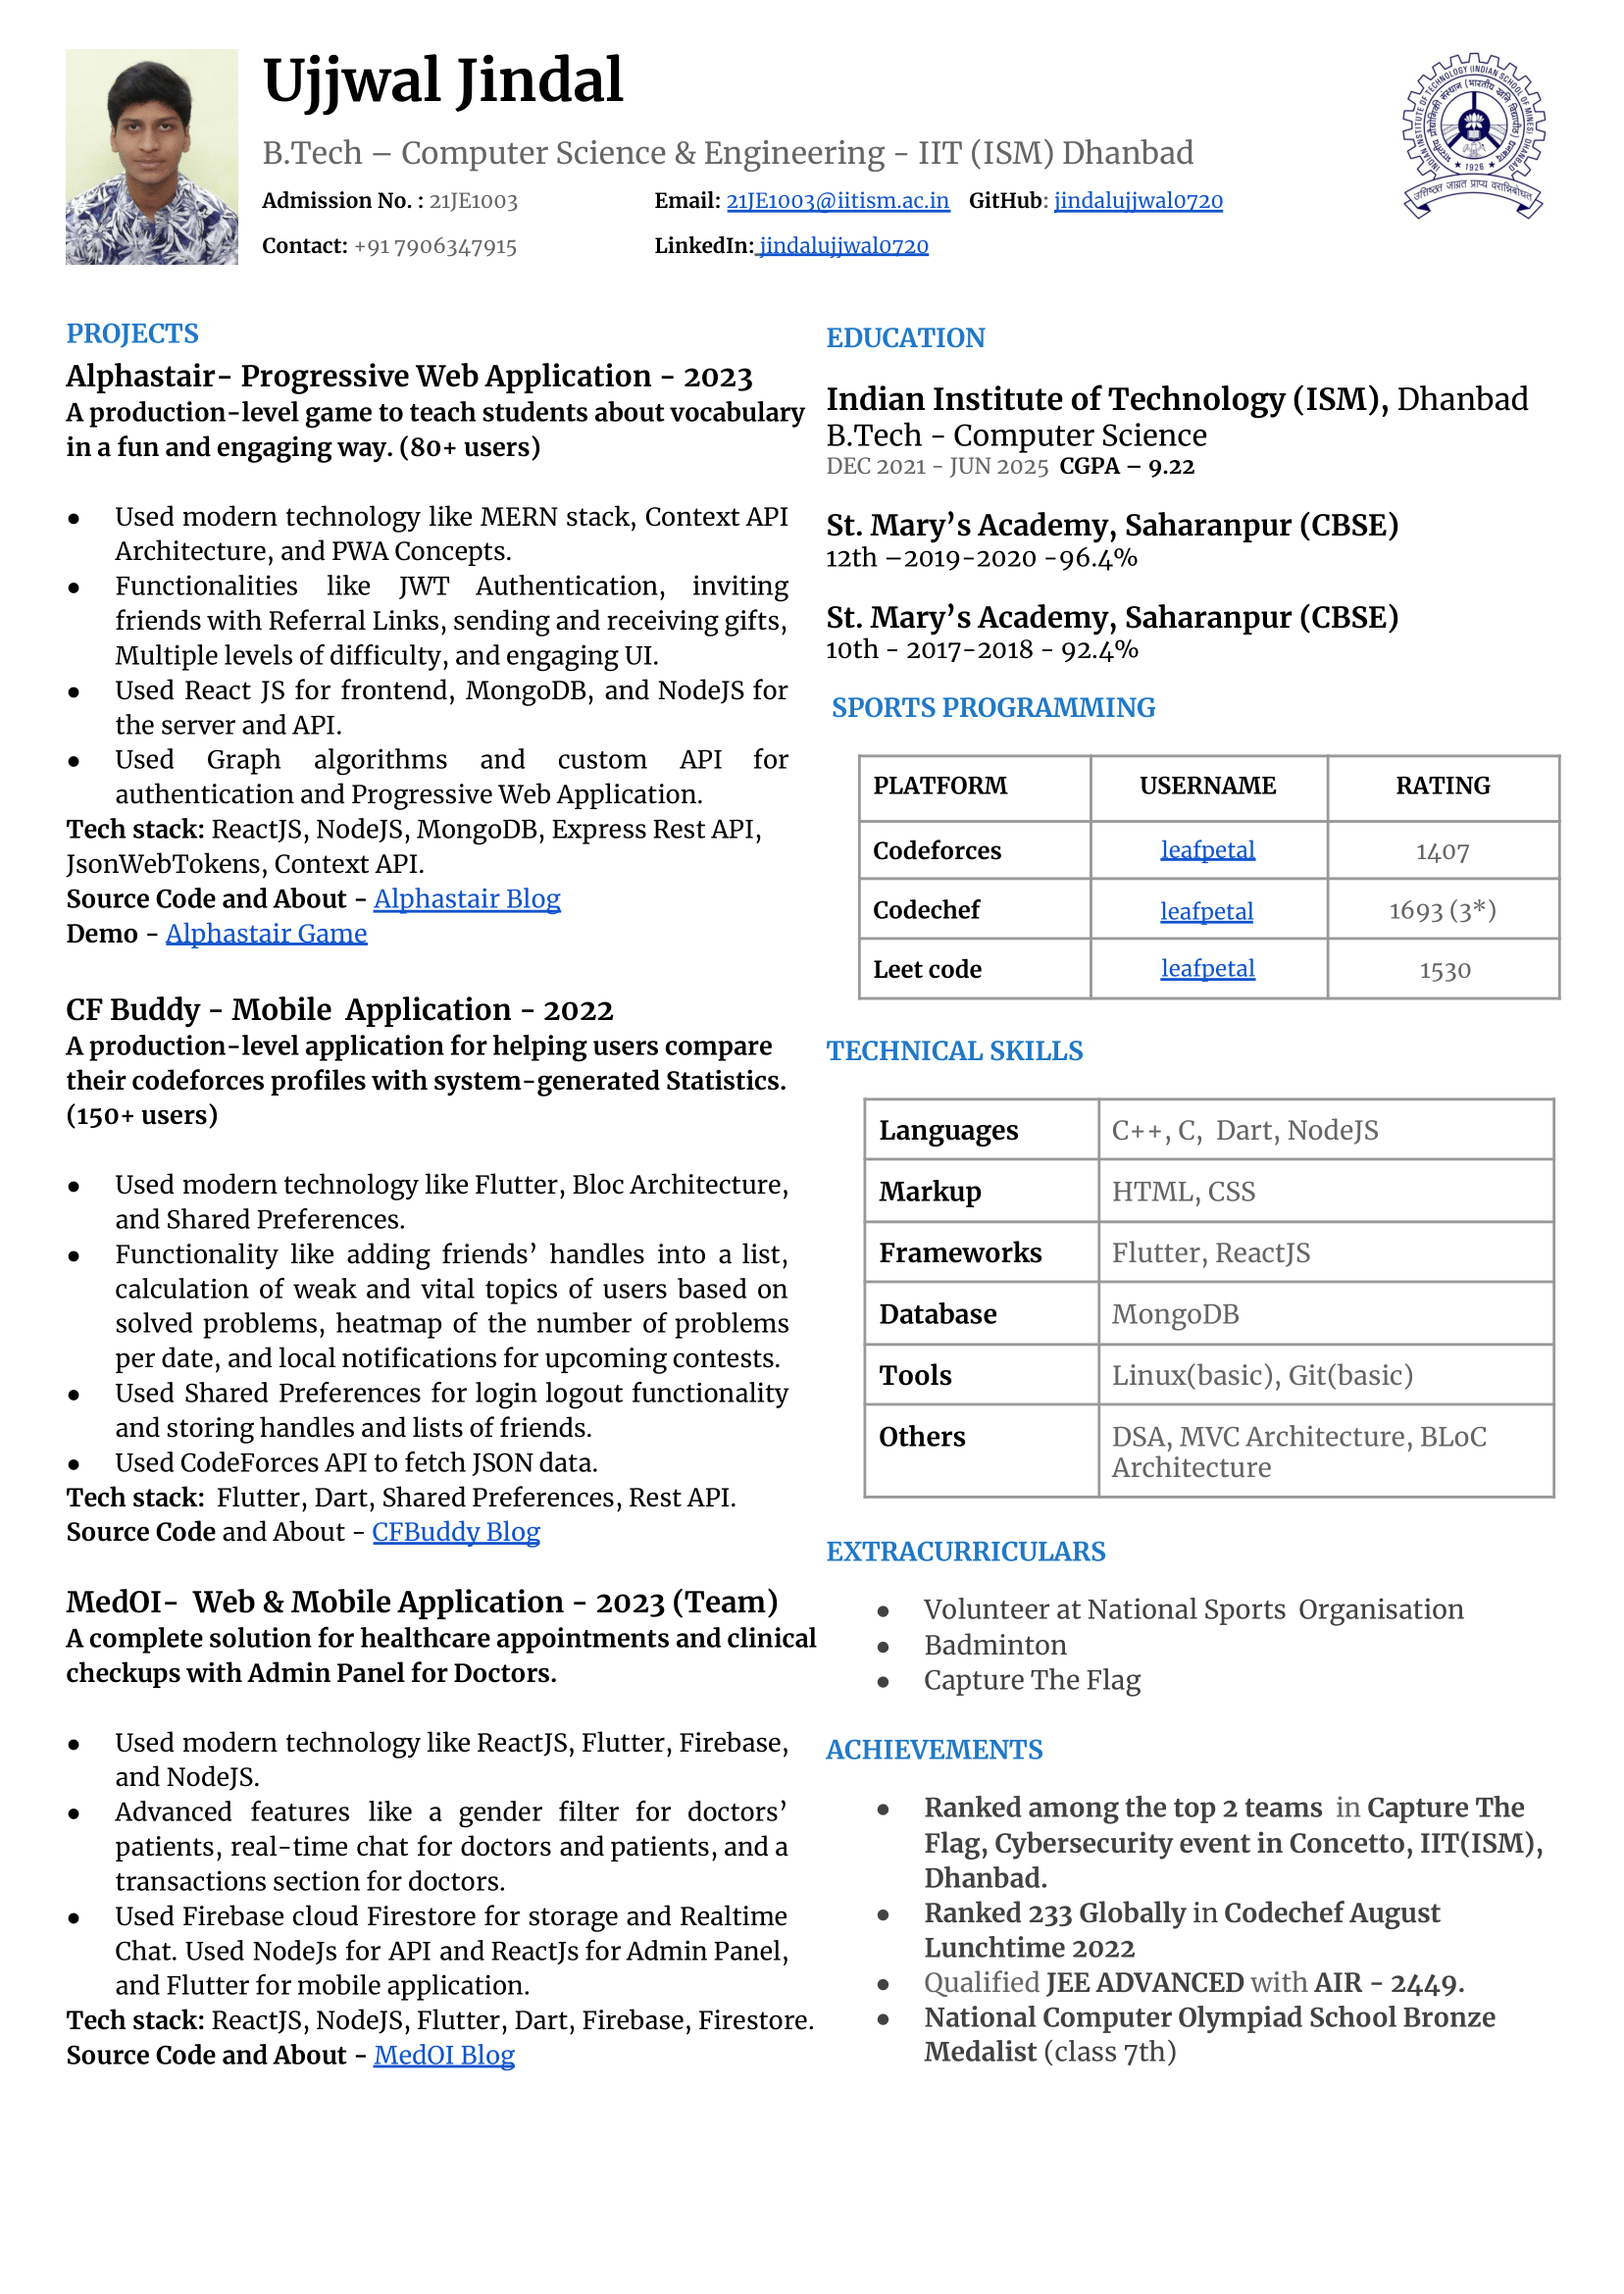 Ujjwal Jindal
B.Tech – Computer Science & Engineering - IIT (ISM) Dhanbad
Admission No. : 21JE1003
Email: 21JE1003@iitism.ac.in GitHub: jindalujjwal0720
Contact: +91 7906347915
LinkedIn: jindalujjwal0720
INDIAN INSTITUTE OF TECHNOLOGY (INDIAN SCHOOL OF MINES) DHANBAD
★ 1926 ★
उत्तिष्ठत जाग्रत प्राप्य वरान्निबोधत
PROJECTS
Alphastair- Progressive Web Application - 2023
A production-level game to teach students about vocabulary
in a fun and engaging way. (80+ users)
● Used modern technology like MERN stack, Context API
Architecture, and PWA Concepts.
● Functionalities like JWT Authentication, inviting
friends with Referral Links, sending and receiving gifts,
Multiple levels of difficulty, and engaging UI.
● Used React JS for frontend, MongoDB, and NodeJS for
the server and API.
● Used Graph algorithms and custom API for
authentication and Progressive Web Application.
Tech stack: ReactJS, NodeJS, MongoDB, Express Rest API,
JsonWebTokens, Context API.
Source Code and About - Alphastair Blog
Demo - Alphastair Game
CF Buddy - Mobile Application - 2022
A production-level application for helping users compare
their codeforces profiles with system-generated Statistics.
(150+ users)
● Used modern technology like Flutter, Bloc Architecture,
and Shared Preferences.
● Functionality like adding friends’ handles into a list,
calculation of weak and vital topics of users based on
solved problems, heatmap of the number of problems
per date, and local notifications for upcoming contests.
● Used Shared Preferences for login logout functionality
and storing handles and lists of friends.
● Used CodeForces API to fetch JSON data.
Tech stack: Flutter, Dart, Shared Preferences, Rest API.
Source Code and About - CFBuddy Blog
MedOI- Web & Mobile Application - 2023 (Team)
A complete solution for healthcare appointments and clinical
checkups with Admin Panel for Doctors.
● Used modern technology like ReactJS, Flutter, Firebase,
and NodeJS.
● Advanced features like a gender filter for doctors’
patients, real-time chat for doctors and patients, and a
transactions section for doctors.
● Used Firebase cloud Firestore for storage and Realtime
Chat. Used NodeJs for API and ReactJs for Admin Panel,
and Flutter for mobile application.
Tech stack: ReactJS, NodeJS, Flutter, Dart, Firebase, Firestore.
Source Code and About - MedOI Blog
EDUCATION
Indian Institute of Technology (ISM), Dhanbad
B.Tech - Computer Science
DEC 2021 - JUN 2025 CGPA – 9.22
St. Mary’s Academy, Saharanpur (CBSE)
12th –2019-2020 -96.4%
St. Mary’s Academy, Saharanpur (CBSE)
10th - 2017-2018 - 92.4%
SPORTS PROGRAMMING
PLATFORM USERNAME RATING
Codeforces leafpetal 1407
Codechef leafpetal 1693 (3*)
Leet code leafpetal 1530
TECHNICAL SKILLS
Languages C++, C, Dart, NodeJS
Markup HTML, CSS
Frameworks Flutter, ReactJS
Database MongoDB
Tools Linux(basic), Git(basic)
Others DSA, MVC Architecture, BLoC
Architecture
EXTRACURRICULARS
● Volunteer at National Sports Organisation
● Badminton
● Capture The Flag
ACHIEVEMENTS
● Ranked among the top 2 teams in Capture The
Flag, Cybersecurity event in Concetto, IIT(ISM),
Dhanbad.
● Ranked 233 Globally in Codechef August
Lunchtime 2022
● Qualified JEE ADVANCED with AIR - 2449.
● National Computer Olympiad School Bronze
Medalist (class 7th)